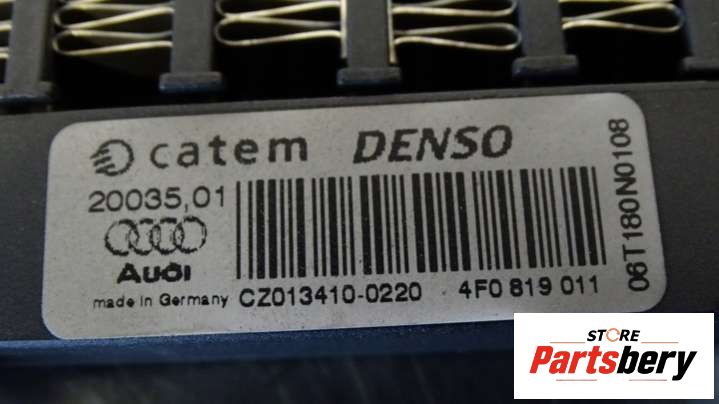 catem DENSO
20035,01
Audi
made in Germany CZ013410-0220 4F0 819 011
06T180N0108
STORE
Partsbery